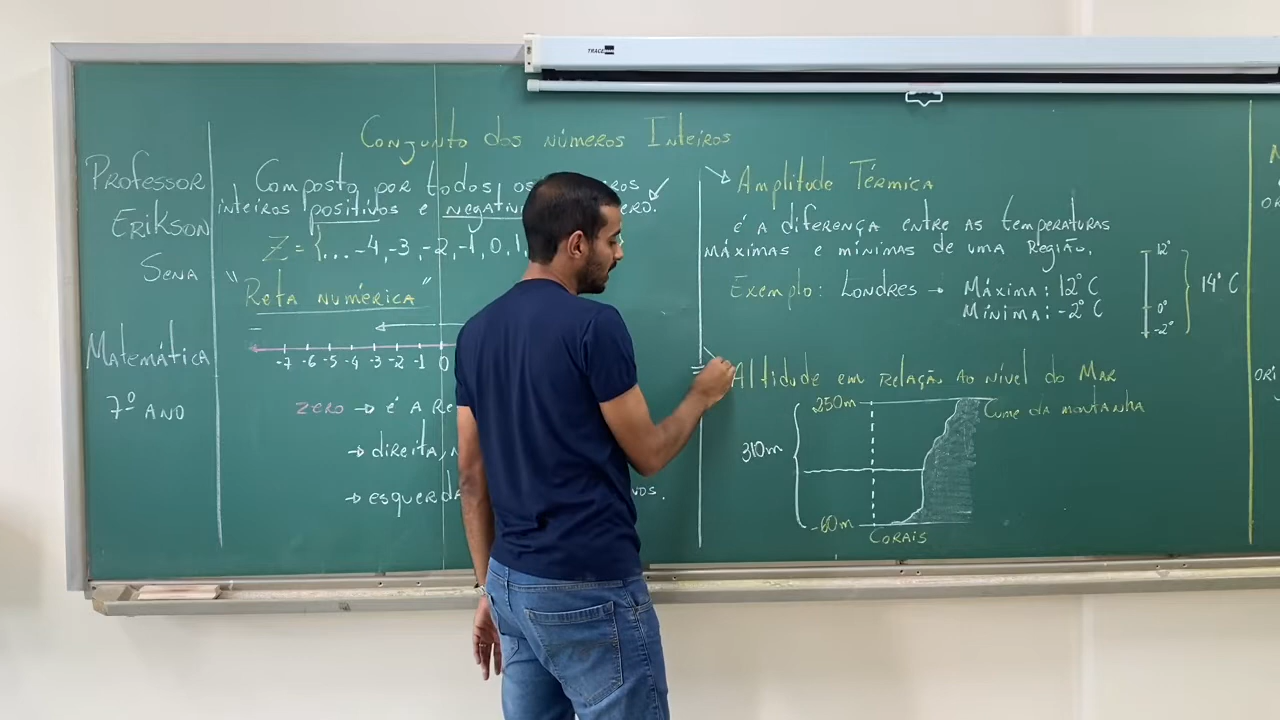 TRACE
Conjunto dos números Inteiros
Professor
Erikson
Sena
Matemática
7º ANO
Composto por todos os
inteiros positivos e
Z = {... -4, -3, -2, -1, 0, 1
"Reta numérica"
-7 -6 -5 -4 -3 -2 -1 0
zero → é a
→ direita,
→ esquerda
Amplitude Térmica
é a diferença entre as temperaturas
máximas e mínimas de uma região.
Exemplo: Londres → Máxima: 12°C
Mínima: -2°C
12°
0°
-2°
14°C
Altidude em relação ao nível do Mar
250m
Cume da montanha
310m
-60m
Corais